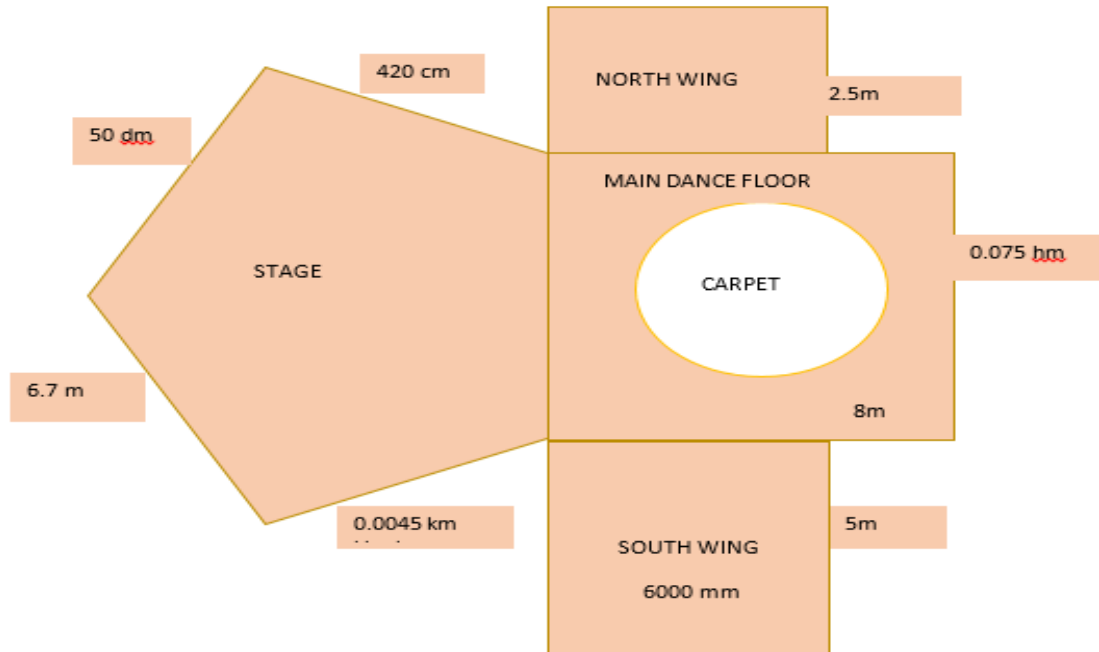 420 cm
NORTH WING
2.5m
50 dm
MAIN DANCE FLOOR
0.075 hm
STAGE
CARPET
6.7 m
8m
0.0045 km
5m
SOUTH WING
6000 mm